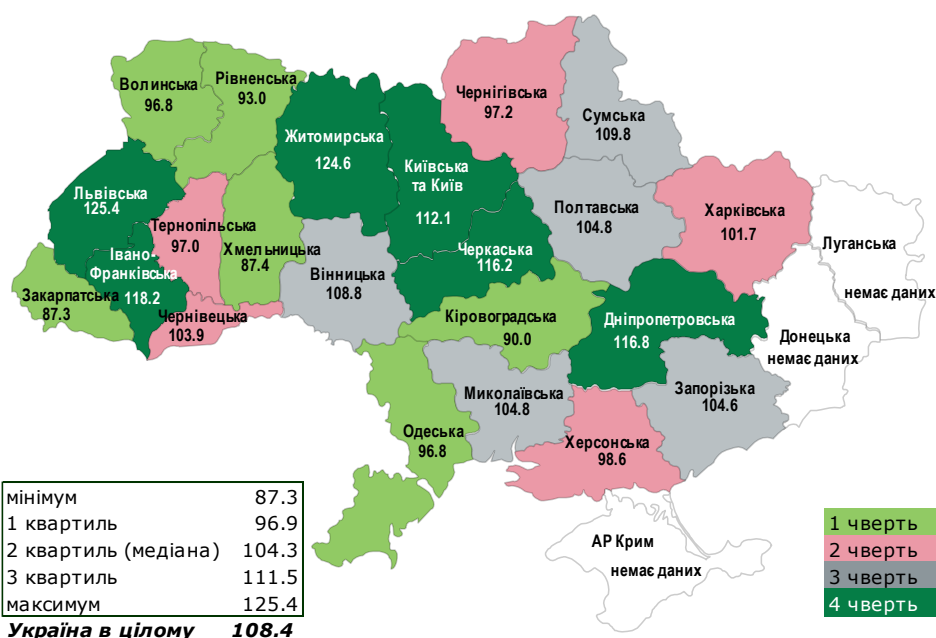 Волинська
96.8
Рівненська
93.0
Житомирська
124.6
Київська
та Київ
112.1
Чернігівська
97.2
Сумська
109.8
Львівська
125.4
Тернопільська
97.0
Хмельницька
87.4
Івано-
Франківська
118.2
Закарпатська
87.3
Чернівецька
103.9
Вінницька
108.8
Черкаська
116.2
Полтавська
104.8
Харківська
101.7
Луганська
немає даних
Донецька
немає даних
Кіровоградська
90.0
Дніпропетровська
116.8
Миколаївська
104.8
Запорізька
104.6
Одеська
96.8
Херсонська
98.6
АР Крим
немає даних
мінімум 87.3
1 квартиль 96.9
2 квартиль (медіана) 104.3
3 квартиль 111.5
максимум 125.4
Україна в цілому 108.4
1 чверть
2 чверть
3 чверть
4 чверть